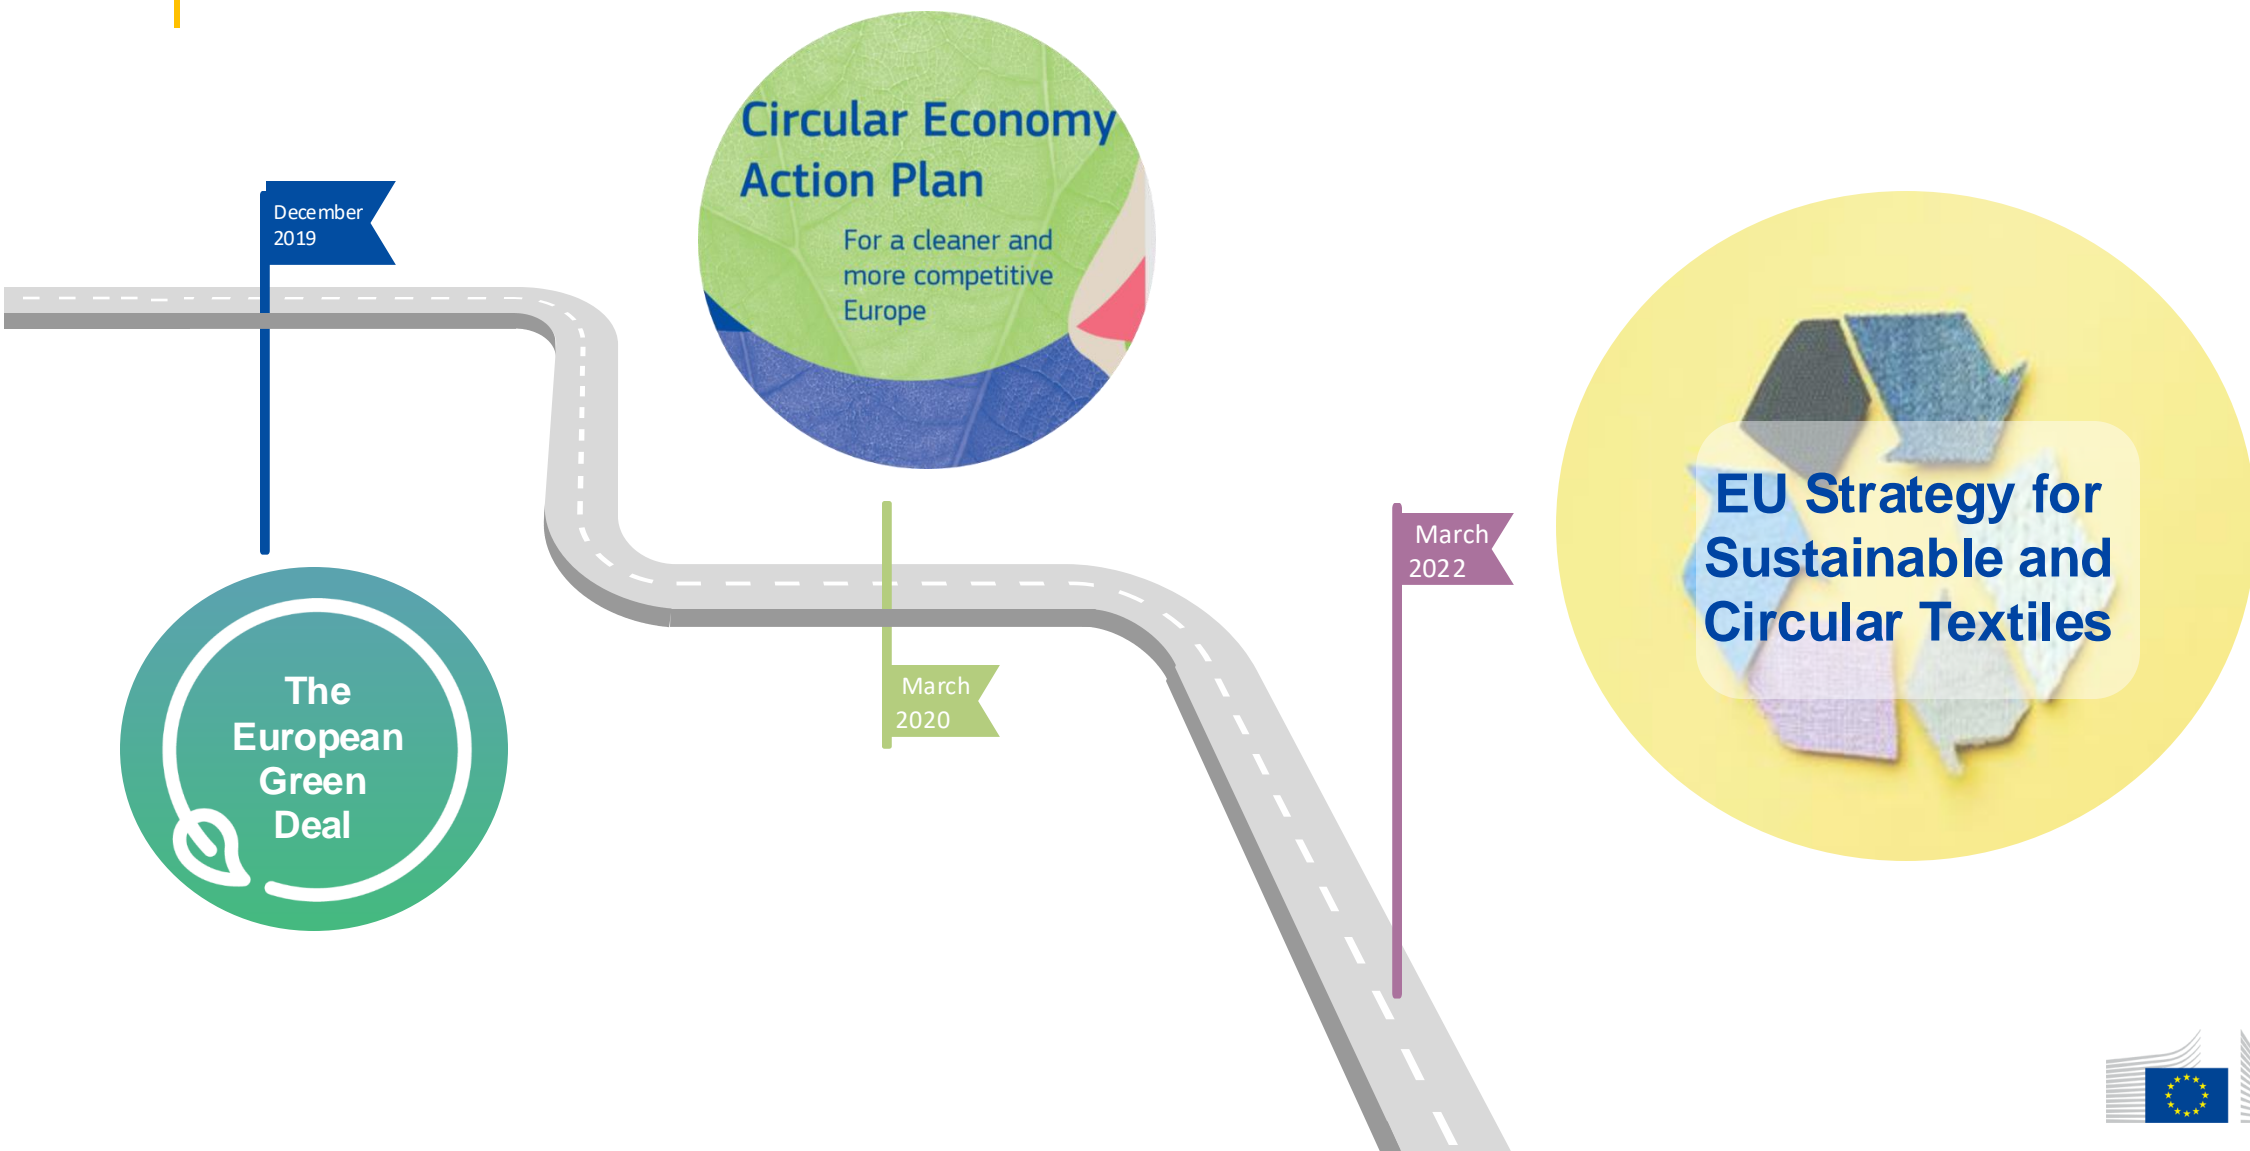 Circular Economy
Action Plan
For a cleaner and
more competitive
Europe
December
2019
The
European
Green
Deal
March
2020
March
2022
EU Strategy for
Sustainable and
Circular Textiles